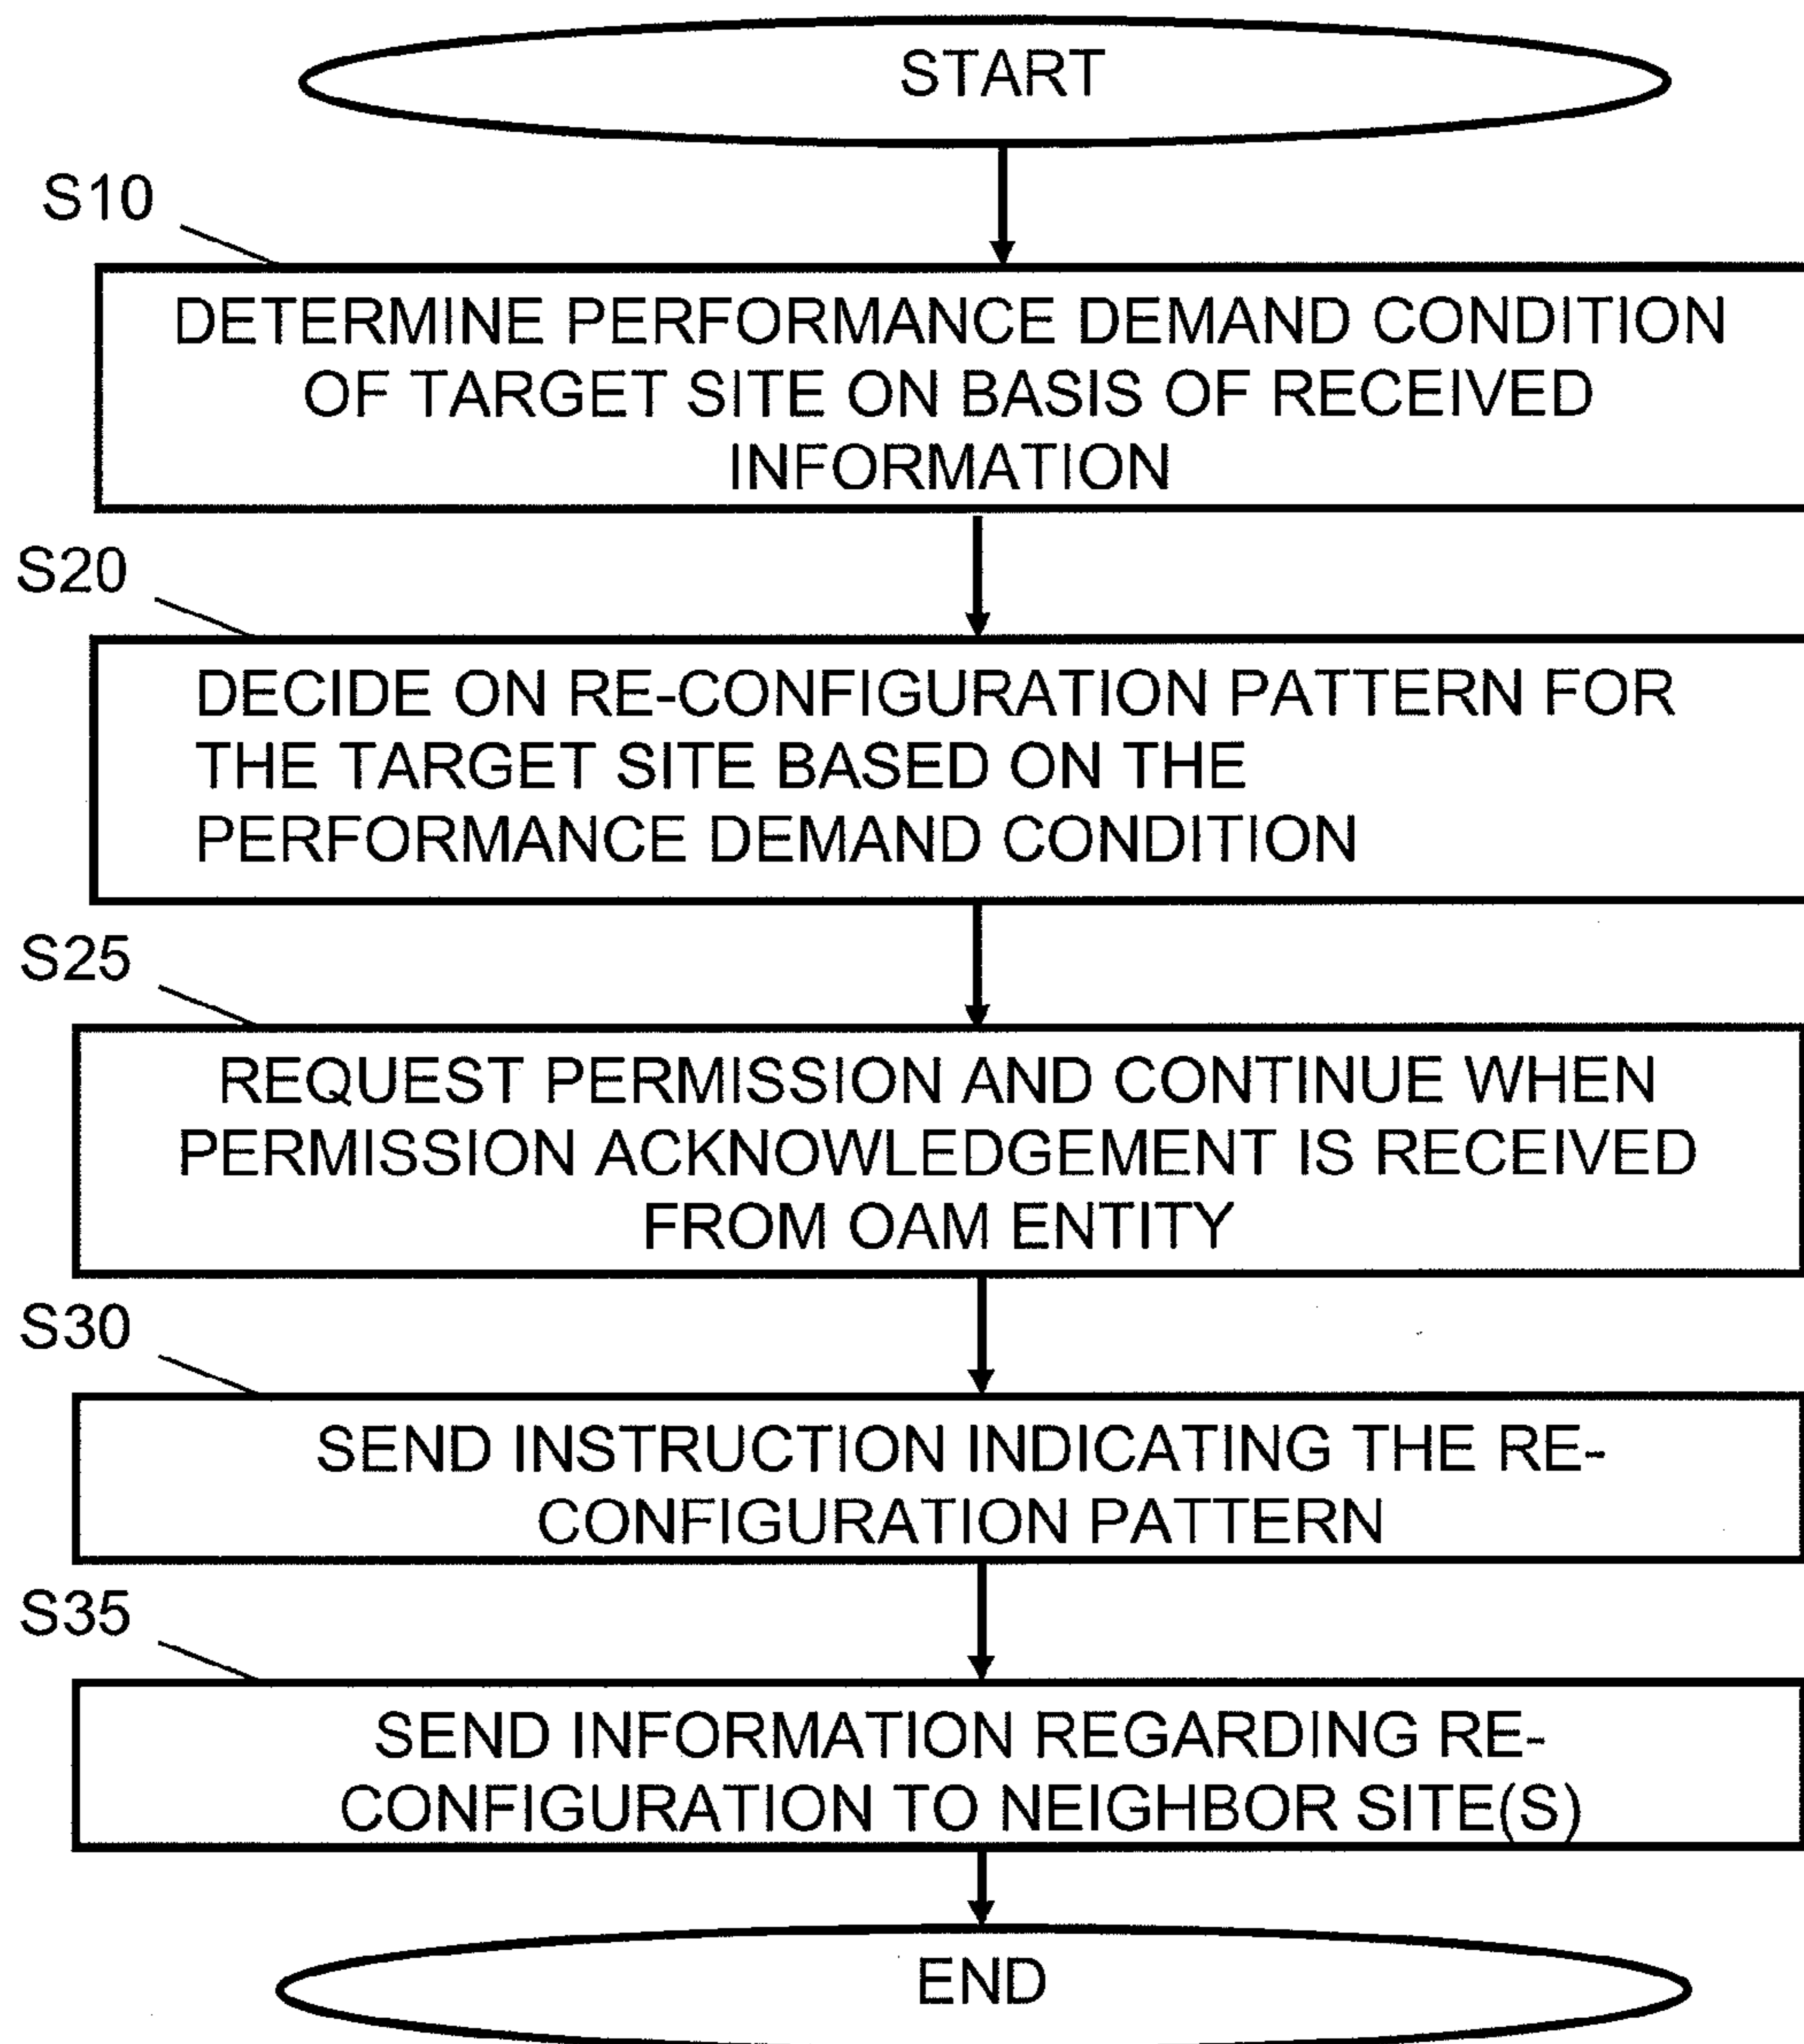 START
S10
DETERMINE PERFORMANCE DEMAND CONDITION
OF TARGET SITE ON BASIS OF RECEIVED
INFORMATION
S20
DECIDE ON RE-CONFIGURATION PATTERN FOR
THE TARGET SITE BASED ON THE
PERFORMANCE DEMAND CONDITION
S25
REQUEST PERMISSION AND CONTINUE WHEN
PERMISSION ACKNOWLEDGEMENT IS RECEIVED
FROM OAM ENTITY
S30
SEND INSTRUCTION INDICATING THE RE-
CONFIGURATION PATTERN
S35
SEND INFORMATION REGARDING RE-
CONFIGURATION TO NEIGHBOR SITE(S)
END